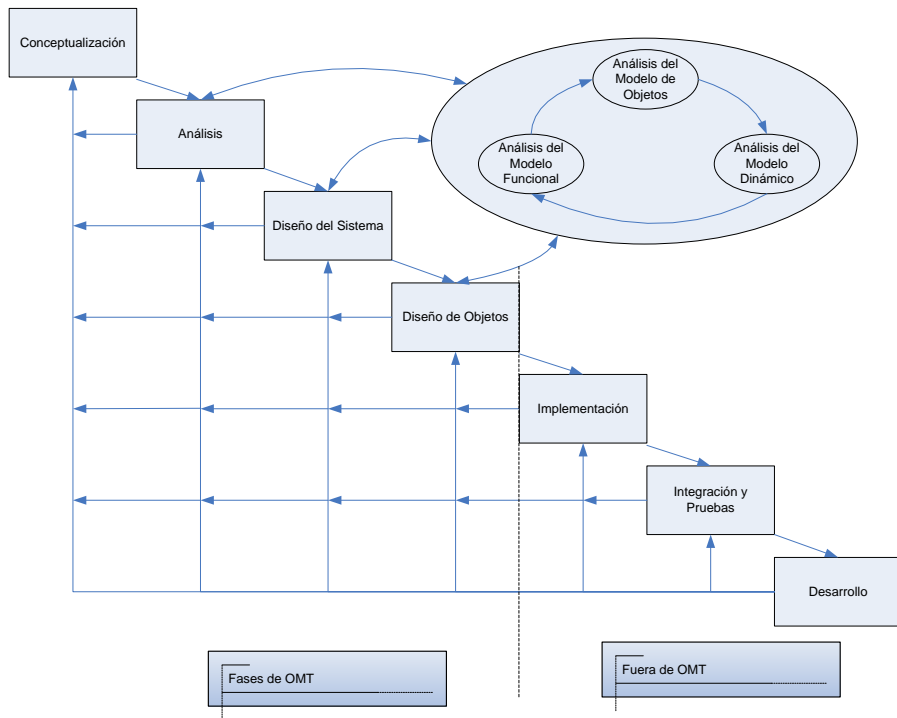 Conceptualización
Análisis del
Modelo de
Objetos
Análisis
Análisis del
Modelo
Funcional
Análisis del
Modelo
Dinámico
Diseño del Sistema
Diseño de Objetos
Implementación
Integración y
Pruebas
Desarrollo
Fases de OMT
Fuera de OMT